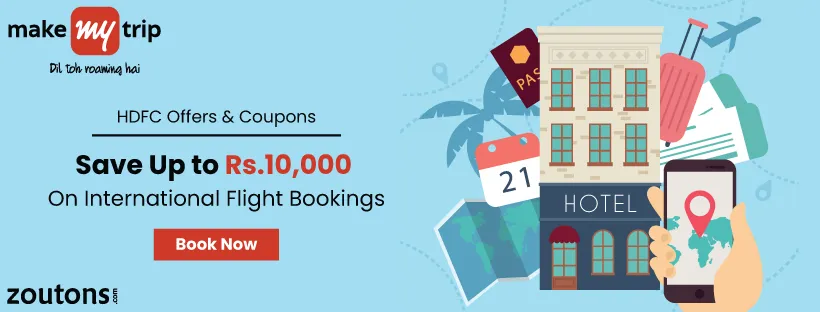 make my trip
Dil toh roaming hai
HDFC Offers & Coupons
Save Up to Rs.10,000
On International Flight Bookings
Book Now
zoutons.com
PAS
21
HOTEL